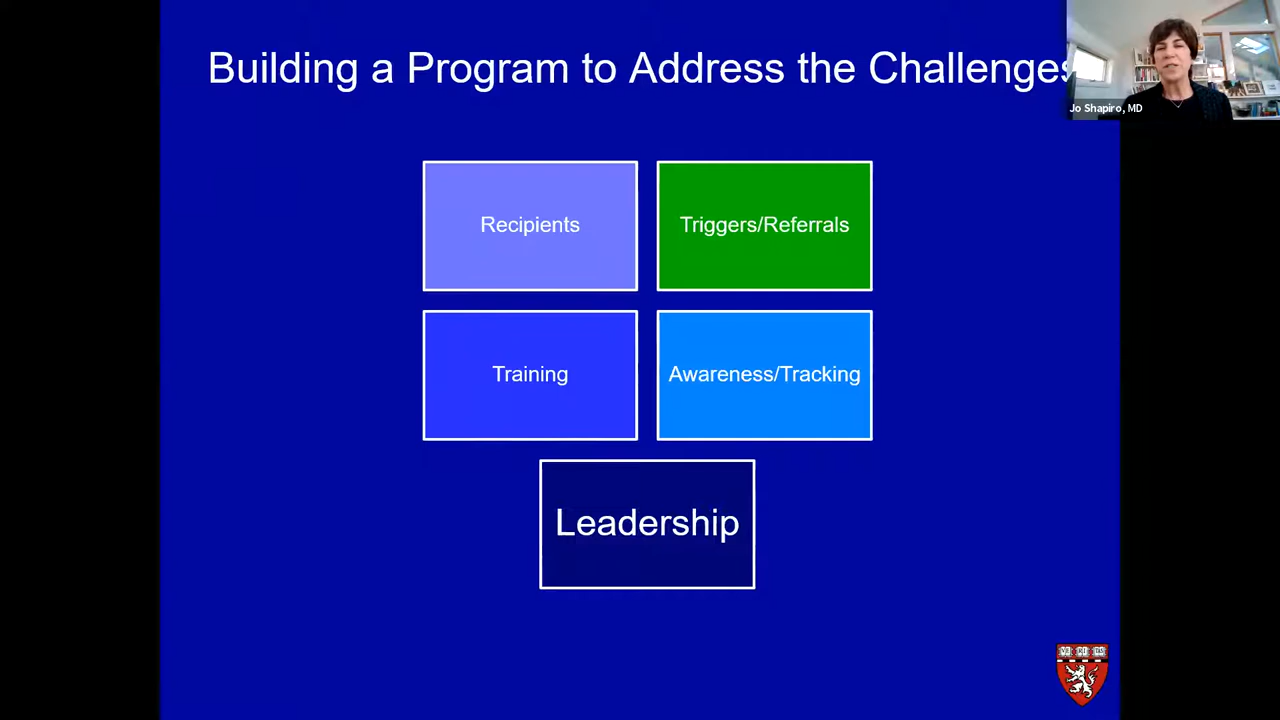 Building a Program to Address the Challenges
Jo Shapiro, MD
Recipients
Triggers/Referrals
Training
Awareness/Tracking
Leadership